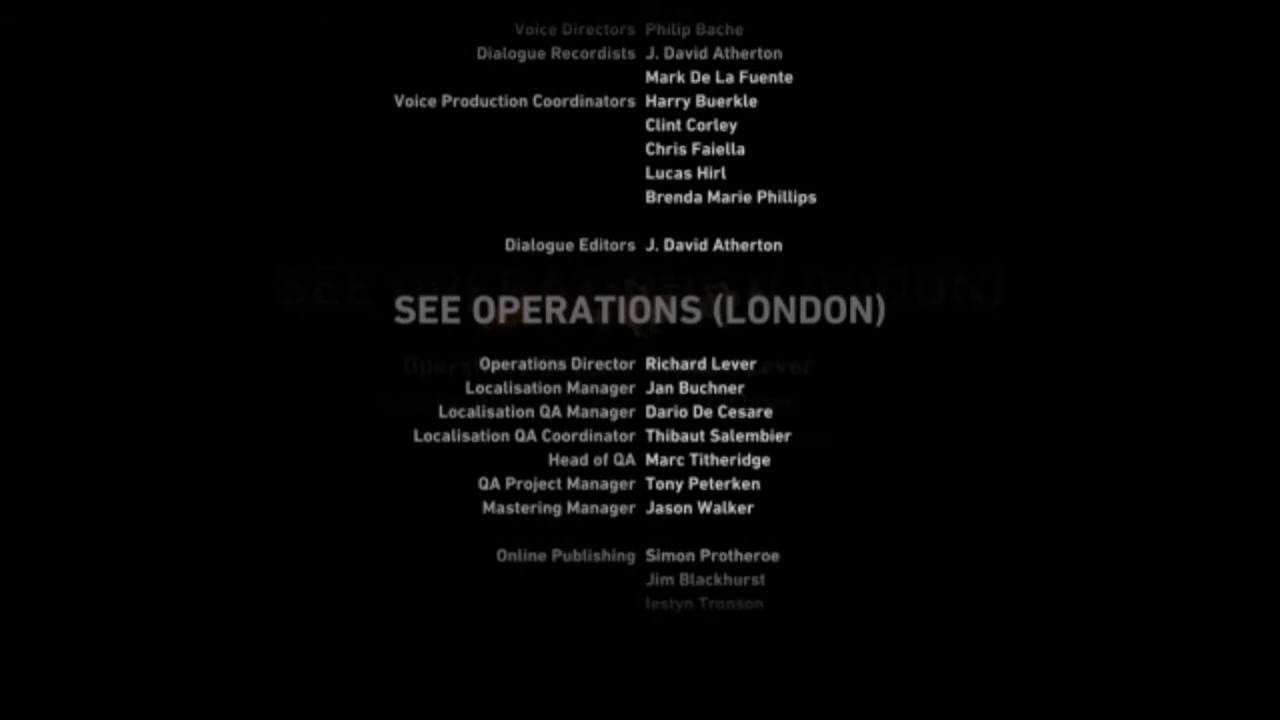 Voice Directors Philip Bache
Dialogue Recordists J. David Atherton
Mark De La Fuente
Voice Production Coordinators Harry Buerkle
Clint Corley
Chris Faiella
Lucas Hirl
Brenda Marie Phillips
Dialogue Editors J. David Atherton
SEE OPERATIONS (LONDON)
Operations Director Richard Lever
Localisation Manager Jan Buchner
Localisation QA Manager Dario De Cesare
Localisation QA Coordinator Thibaut Salembier
Head of QA Marc Titheridge
QA Project Manager Tony Peterken
Mastering Manager Jason Walker
Online Publishing Simon Protheroe
Jim Blackhurst
Iestyn Tronson